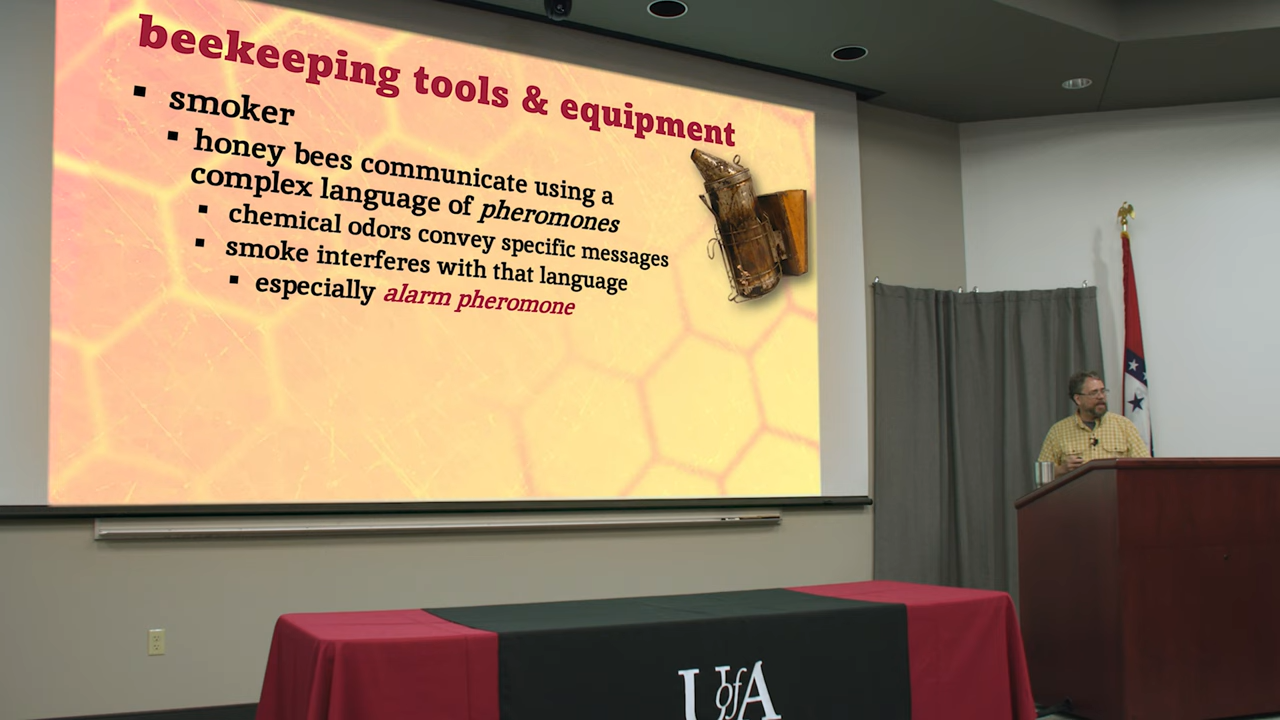 beekeeping tools & equipment
▪ smoker
▪ honey bees communicate using a
complex language of pheromones
▪ chemical odors convey specific messages
▪ smoke interferes with that language
▪ especially alarm pheromone
UofA